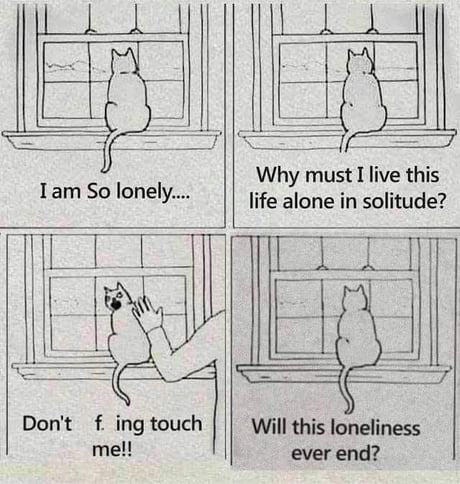 I am So lonely....
Why must I live this
life alone in solitude?
Don't f. ing touch
me!!
Will this loneliness
ever end?